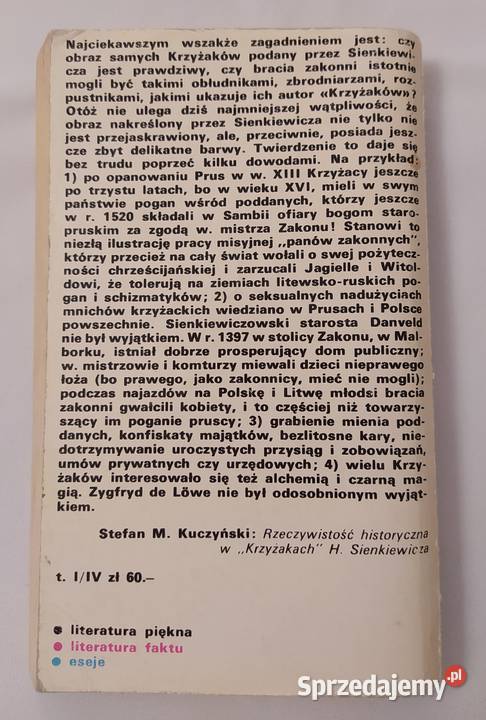 Najciekawszym wszakże zagadnieniem jest: czy
obraz samych Krzyżaków podany przez Sienkiewi-
cza jest prawdziwy, czy bracia zakonni istotnie
mogli być takimi obłudnikami, zbrodniarzami, roz-
pustnikami, jakimi ukazuje ich autor «Krzyżaków»?
Otóż nie ulega dziś najmniejszej wątpliwości, że
obraz nakreślony przez Sienkiewicza nie tylko nie
jest przejaskrawiony, ale, przeciwnie, posiada jesz-
cze zbyt delikatne barwy. Twierdzenie to daje się
bez trudu poprzeć kilku dowodami. Na przykład:
1) po opanowaniu Prus w w. XIII Krzyżacy jeszcze
po trzystu latach, bo w wieku XVI, mieli w swym
państwie pogan wśród poddanych, którzy jeszcze
w r. 1520 składali w Sambii ofiary bogom staro-
pruskim za zgodą w. mistrza Zakonu! Stanowi to
niezłą ilustrację pracy misyjnej „panów zakonnych",
którzy przecież na cały świat wołali o swej pożytecz-
ności chrześcijańskiej i zarzucali Jagielle i Witol-
dowi, że tolerują na ziemiach litewsko-ruskich po-
gan i schizmatyków; 2) o seksualnych nadużyciach
mnichów krzyżackich wiedziano w Prusach i Polsce
powszechnie. Sienkiewiczowski starosta Danveld
nie był wyjątkiem. W r. 1397 w stolicy Zakonu, w Mal-
borku, istniał dobrze prosperujący dom publiczny;
w. mistrzowie i komturzy miewali dzieci nieprawego
łoża (bo prawego, jako zakonnicy, mieć nie mogli);
podczas najazdów na Polskę i Litwę młodsi bracia
zakonni gwałcili kobiety, i to częściej niż towarzy-
szący im poganie pruscy; 3) grabienie mienia pod-
danych, konfiskaty majątków, bezlitosne kary, nie-
dotrzymywanie uroczystych przysiąg i zobowiązań,
umów prywatnych czy urzędowych; 4) wielu Krzy-
żaków interesowało się też alchemią i czarną ma-
gią. Zygfryd de Löwe nie był odosobnionym wyjąt-
kiem.
Stefan M. Kuczyński: Rzeczywistość historyczna
w „Krzyżakach" H. Sienkiewicza
t. I/IV zł 60.—
literatura piękna
literatura faktu
eseje
Sprzedajemy.pl